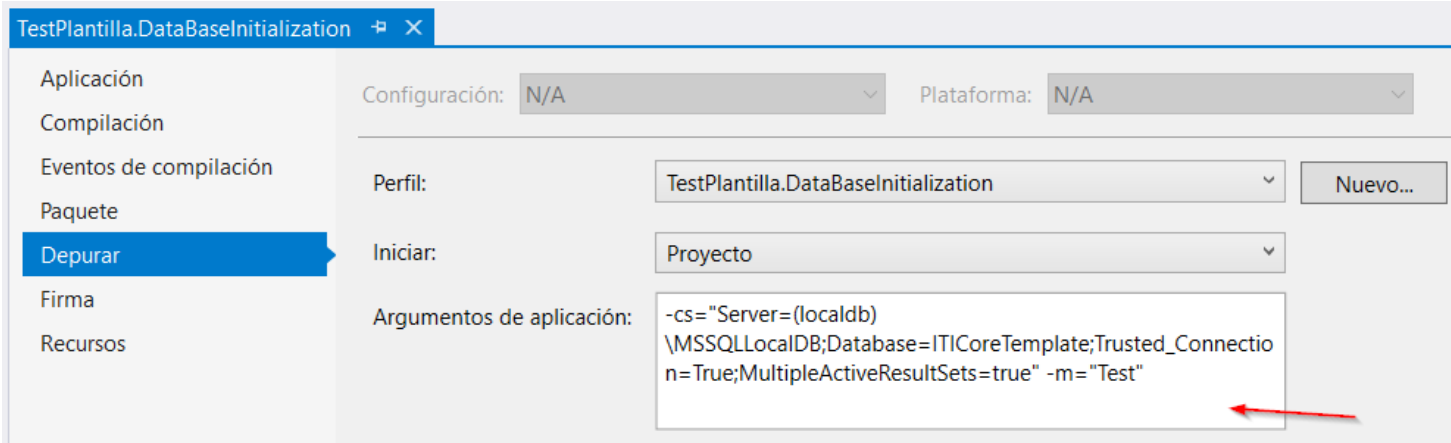 TestPlantilla.DataBaseInitialization
Aplicación
Compilación
Eventos de compilación
Paquete
Depurar
Firma
Recursos
Configuración: N/A Plataforma: N/A
Perfil: TestPlantilla.DataBaseInitialization Nuevo...
Iniciar: Proyecto
Argumentos de aplicación: -cs="Server=(localdb)
\MSSQLLocalDB;Database=ITICoreTemplate;Trusted_Connectio
n=True;MultipleActiveResultSets=true" -m="Test"